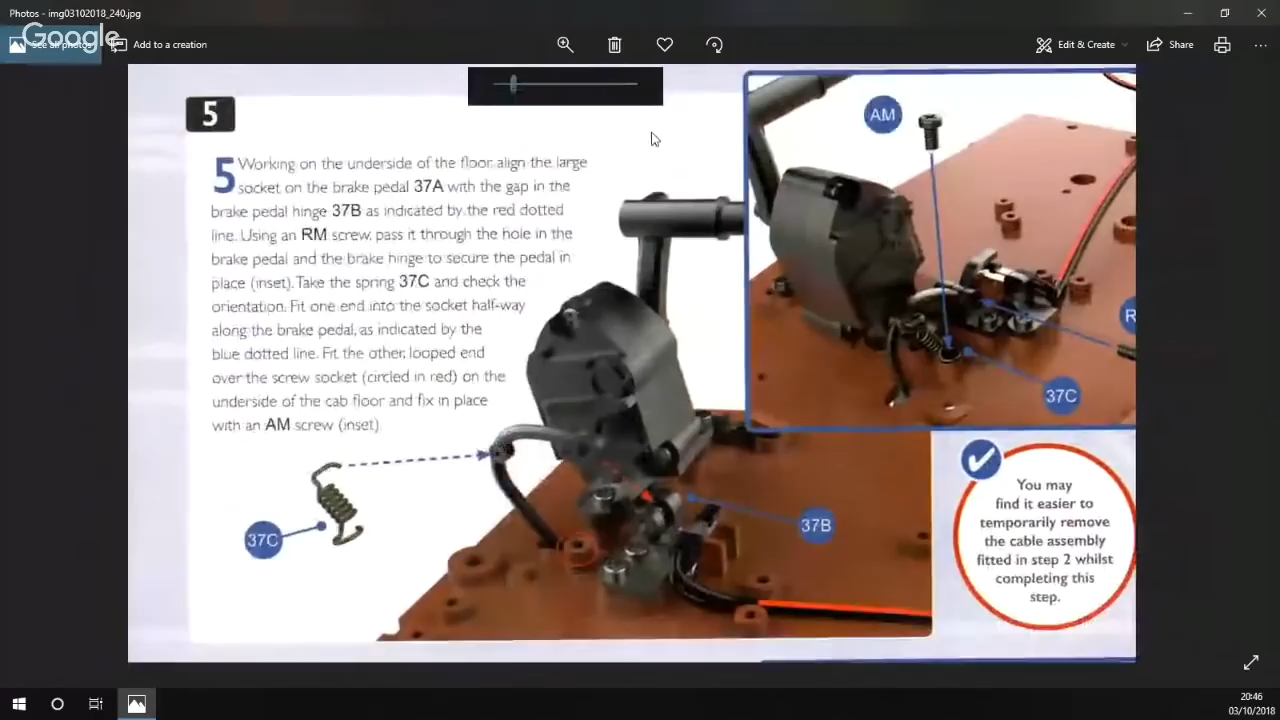 Photos - img03102018_240.jpg
Google
See all photos
Add to a creation
Edit & Create
Share
5
5 Working on the underside of the floor align the large
socket on the brake pedal 37A with the gap in the
brake pedal hinge 37B as indicated by the red dotted
line. Using an RM screw, pass it through the hole in the
brake pedal and the brake hinge to secure the pedal in
place (inset). Take the spring 37C and check the
orientation. Fit one end into the socket half-way
along the brake pedal, as indicated by the
blue dotted line. Fit the other, looped end
over the screw socket (circled in red) on the
underside of the cab floor and fix in place
with an AM screw (inset)
37C
37B
AM
R
37C
You may
find it easier to
temporarily remove
the cable assembly
fitted in step 2 whilst
completing this
step.
20:46
03/10/2018